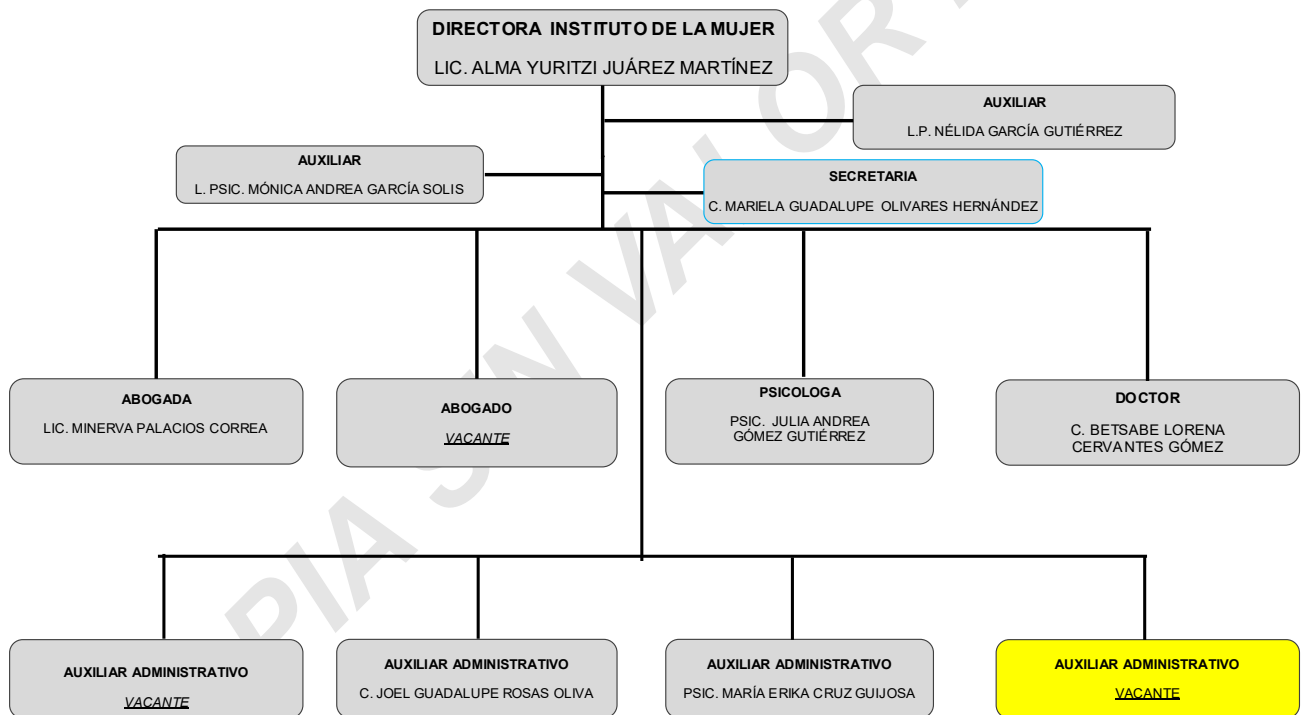 DIRECTORA INSTITUTO DE LA MUJER
LIC. ALMA YURITZI JUÁREZ MARTÍNEZ
AUXILIAR
L.P. NÉLIDA GARCÍA GUTIÉRREZ
AUXILIAR
L. PSIC. MÓNICA ANDREA GARCÍA SOLIS
SECRETARIA
C. MARIELA GUADALUPE OLIVARES HERNÁNDEZ
ABOGADA
LIC. MINERVA PALACIOS CORREA
ABOGADO
VACANTE
PSICOLOGA
PSIC. JULIA ANDREA
GÓMEZ GUTIÉRREZ
DOCTOR
C. BETSABE LORENA
CERVANTES GÓMEZ
AUXILIAR ADMINISTRATIVO
VACANTE
AUXILIAR ADMINISTRATIVO
C. JOEL GUADALUPE ROSAS OLIVA
AUXILIAR ADMINISTRATIVO
PSIC. MARÍA ERIKA CRUZ GUIJOSA
AUXILIAR ADMINISTRATIVO
VACANTE
PIA SIN VALOR